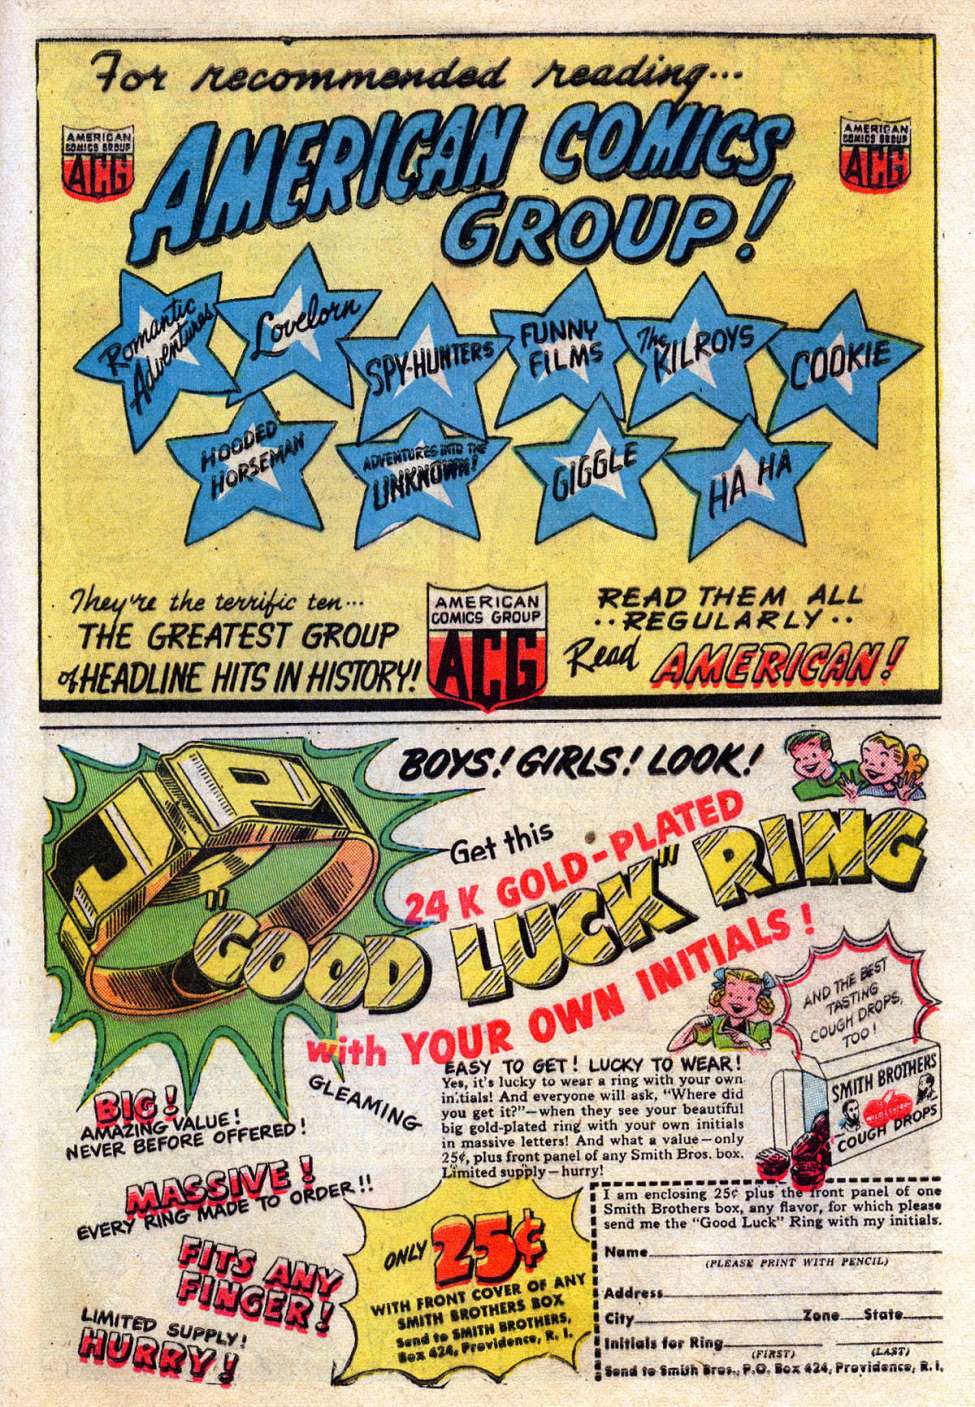 For recommended reading...
AMERICAN COMICS GROUP ACG
AMERICAN COMICS GROUP ACG
AMERICAN COMICS
GROUP!
Romantic Adventures
Lovelorn
SPY-HUNTERS
FUNNY FILMS
The KILROYS
COOKIE
HOODED HORSEMAN
ADVENTURES INTO THE UNKNOWN!
GIGGLE
HA HA
They're the terrific ten...
THE GREATEST GROUP
of HEADLINE HITS IN HISTORY!
AMERICAN
COMICS GROUP
ACG
READ THEM ALL
..REGULARLY..
Read AMERICAN!
BOYS! GIRLS! LOOK!
JP
Get this
24 K GOLD-PLATED
"GOOD LUCK" RING
with YOUR OWN INITIALS!
AND THE BEST
TASTING
COUGH DROPS,
TOO!
SMITH BROTHERS
COUGH DROPS
GLEAMING
BIG!
AMAZING VALUE!
NEVER BEFORE OFFERED!
MASSIVE!
EVERY RING MADE TO ORDER!!
FITS ANY
FINGER!
LIMITED SUPPLY!
HURRY!
EASY TO GET! LUCKY TO WEAR!
Yes, it's lucky to wear a ring with your own
initials! And everyone will ask, "Where did
you get it?"—when they see your beautiful
big gold-plated ring with your own initials
in massive letters! And what a value—only
25¢, plus front panel of any Smith Bros. box.
Limited supply—hurry!
ONLY 25¢
WITH FRONT COVER OF ANY
SMITH BROTHERS BOX
Send to SMITH BROTHERS,
Box 424, Providence, R. I.
I am enclosing 25¢ plus the front panel of one
Smith Brothers box, any flavor, for which please
send me the "Good Luck" Ring with my initials.
Name
(PLEASE PRINT WITH PENCIL)
Address
City Zone State
Initials for Ring
(FIRST) (LAST)
Send to Smith Bros., P.O. Box 424, Providence, R. I.